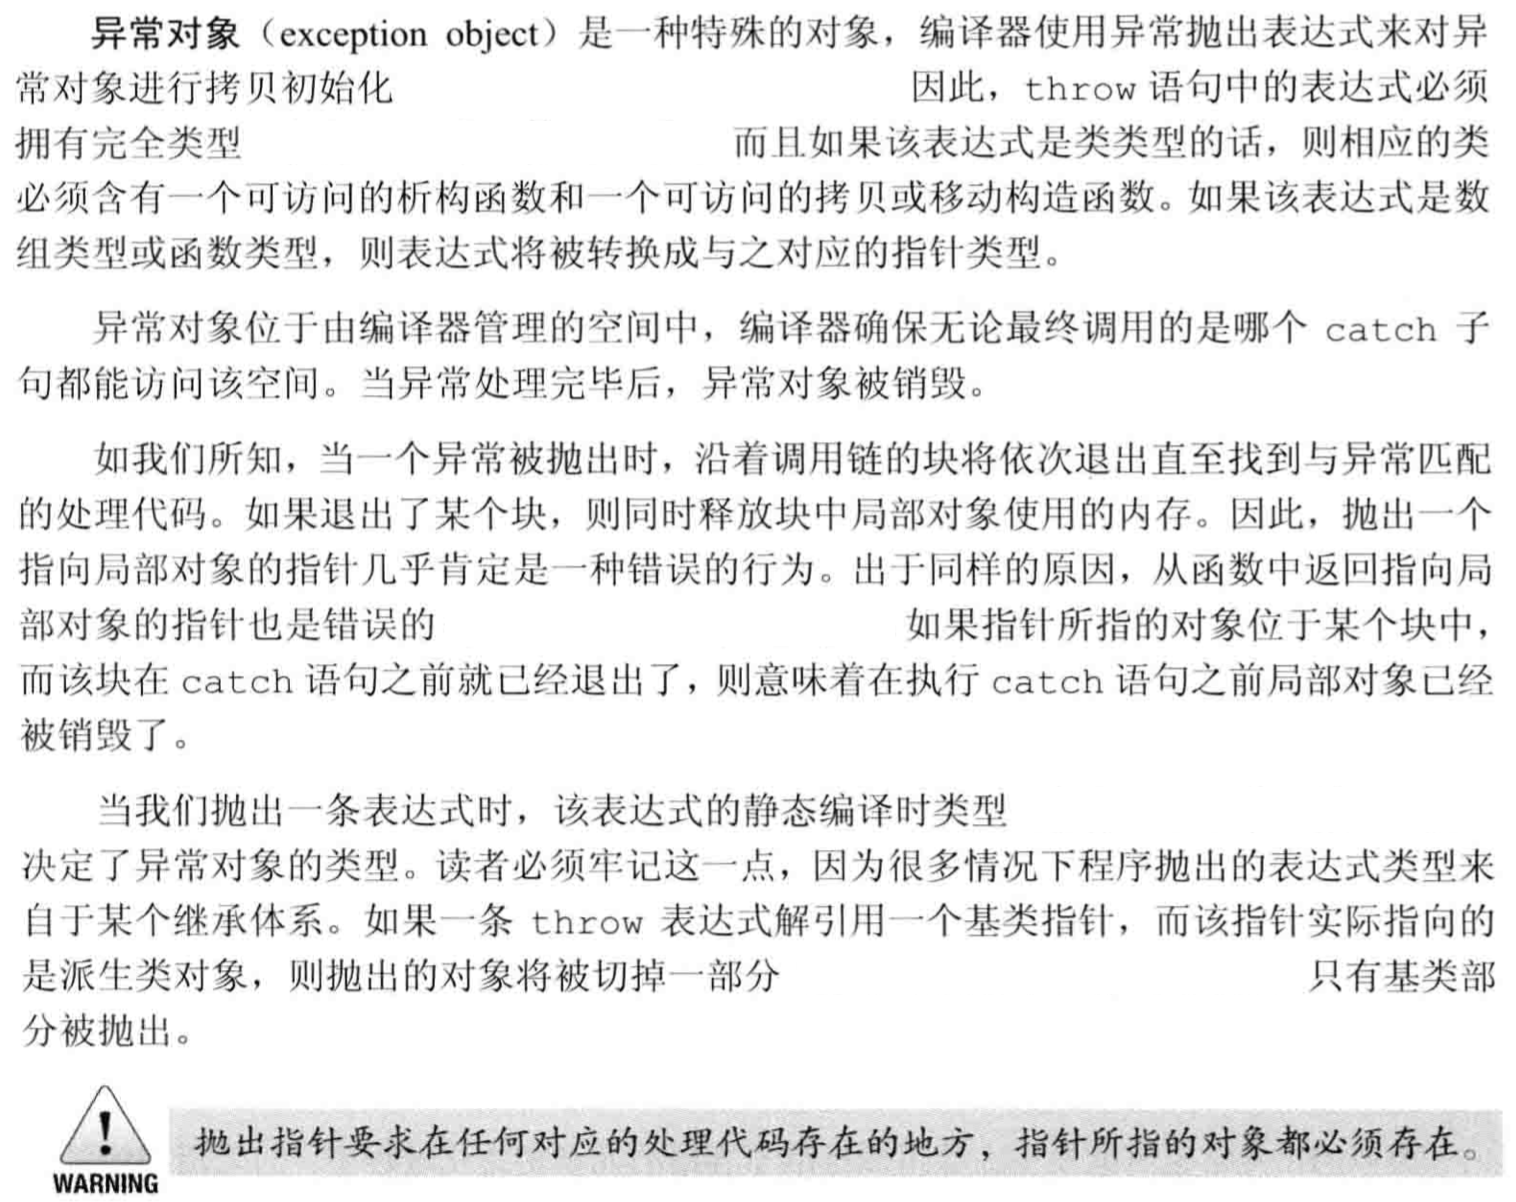 异常对象（exception object）是一种特殊的对象，编译器使用异常抛出表达式来对异
常对象进行拷贝初始化 因此，throw 语句中的表达式必须
拥有完全类型 而且如果该表达式是类类型的话，则相应的类
必须含有一个可访问的析构函数和一个可访问的拷贝或移动构造函数。如果该表达式是数
组类型或函数类型，则表达式将被转换成与之对应的指针类型。
异常对象位于由编译器管理的空间中，编译器确保无论最终调用的是哪个 catch 子
句都能访问该空间。当异常处理完毕后，异常对象被销毁。
如我们所知，当一个异常被抛出时，沿着调用链的块将依次退出直至找到与异常匹配
的处理代码。如果退出了某个块，则同时释放块中局部对象使用的内存。因此，抛出一个
指向局部对象的指针几乎肯定是一种错误的行为。出于同样的原因，从函数中返回指向局
部对象的指针也是错误的 如果指针所指的对象位于某个块中，
而该块在 catch 语句之前就已经退出了，则意味着在执行 catch 语句之前局部对象已经
被销毁了。
当我们抛出一条表达式时，该表达式的静态编译时类型
决定了异常对象的类型。读者必须牢记这一点，因为很多情况下程序抛出的表达式类型来
自于某个继承体系。如果一条 throw 表达式解引用一个基类指针，而该指针实际指向的
是派生类对象，则抛出的对象将被切掉一部分 只有基类部
分被抛出。
抛出指针要求在任何对应的处理代码存在的地方，指针所指的对象都必须存在。
WARNING